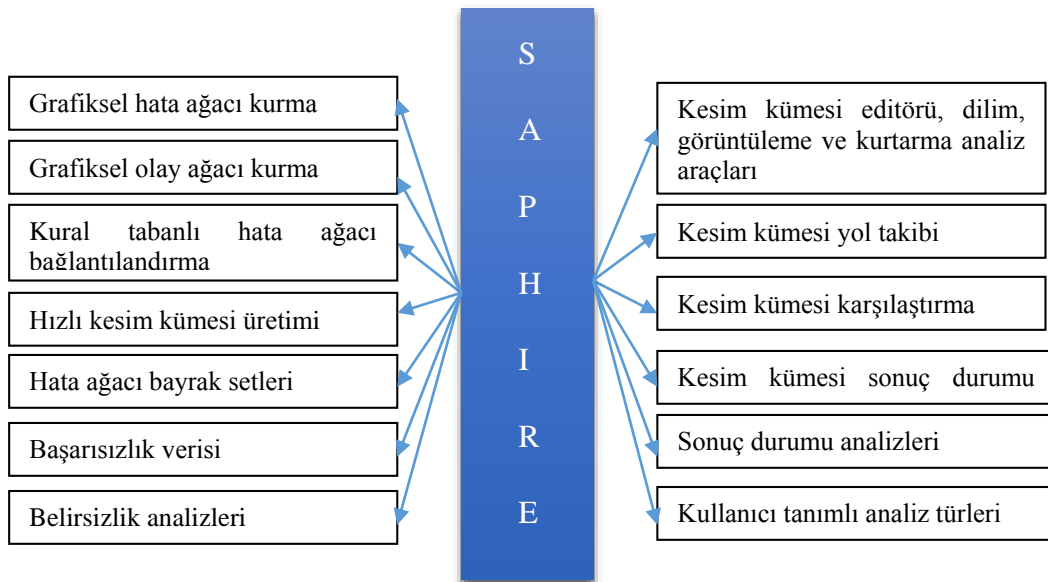 Grafiksel hata ağacı kurma
Grafiksel olay ağacı kurma
Kural tabanlı hata ağacı
bağlantılandırma
Hızlı kesim kümesi üretimi
Hata ağacı bayrak setleri
Başarısızlık verisi
Belirsizlik analizleri
S
A
P
H
I
R
E
Kesim kümesi editörü, dilim,
görüntüleme ve kurtarma analiz
araçları
Kesim kümesi yol takibi
Kesim kümesi karşılaştırma
Kesim kümesi sonuç durumu
Sonuç durumu analizleri
Kullanıcı tanımlı analiz türleri